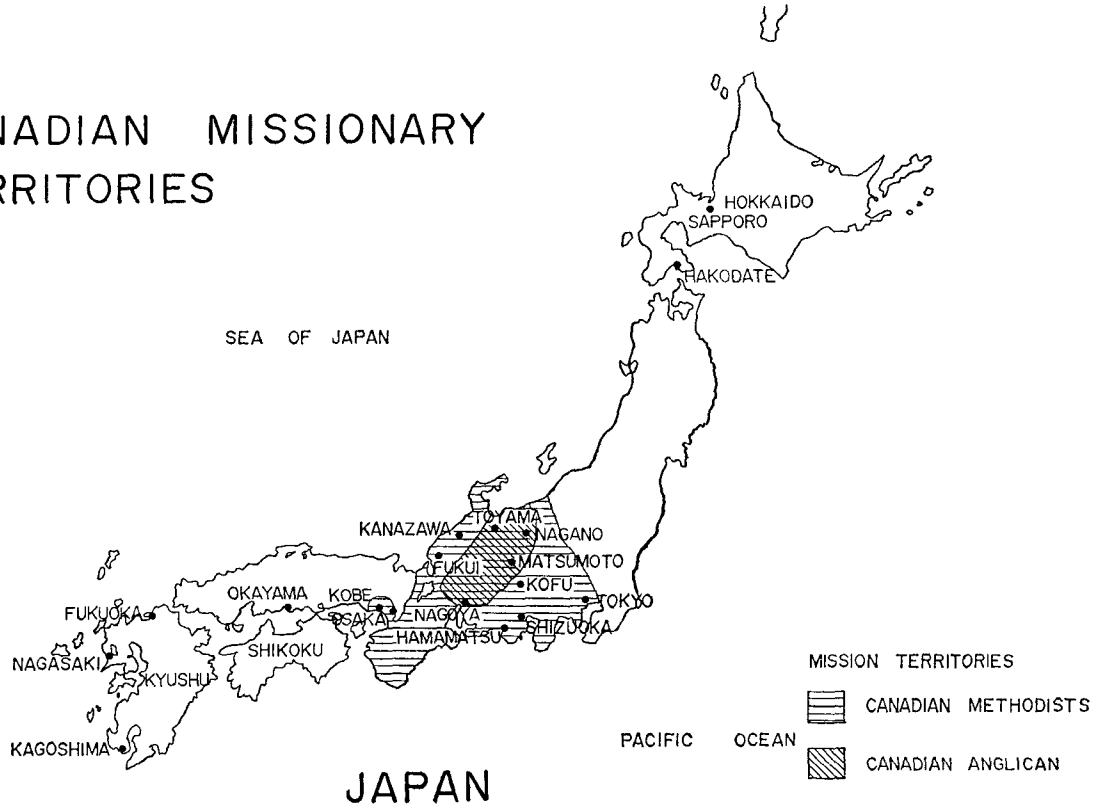 NADIAN MISSIONARY
RRITORIES
HOKKAIDO
SAPPORO
HAKODATE
SEA OF JAPAN
TOYAMA
KANAZAWA
NAGANO
MATSUMOTO
FUKUI
KOFU
OKAYAMA
KOBE
TOKYO
FUKUOKA
OSAKA
NAGOYA
SHIZUOKA
HAMAMATSU
SHIKOKU
NAGASAKI
KYUSHU
MISSION TERRITORIES
CANADIAN METHODISTS
PACIFIC OCEAN
KAGOSHIMA
CANADIAN ANGLICAN
JAPAN